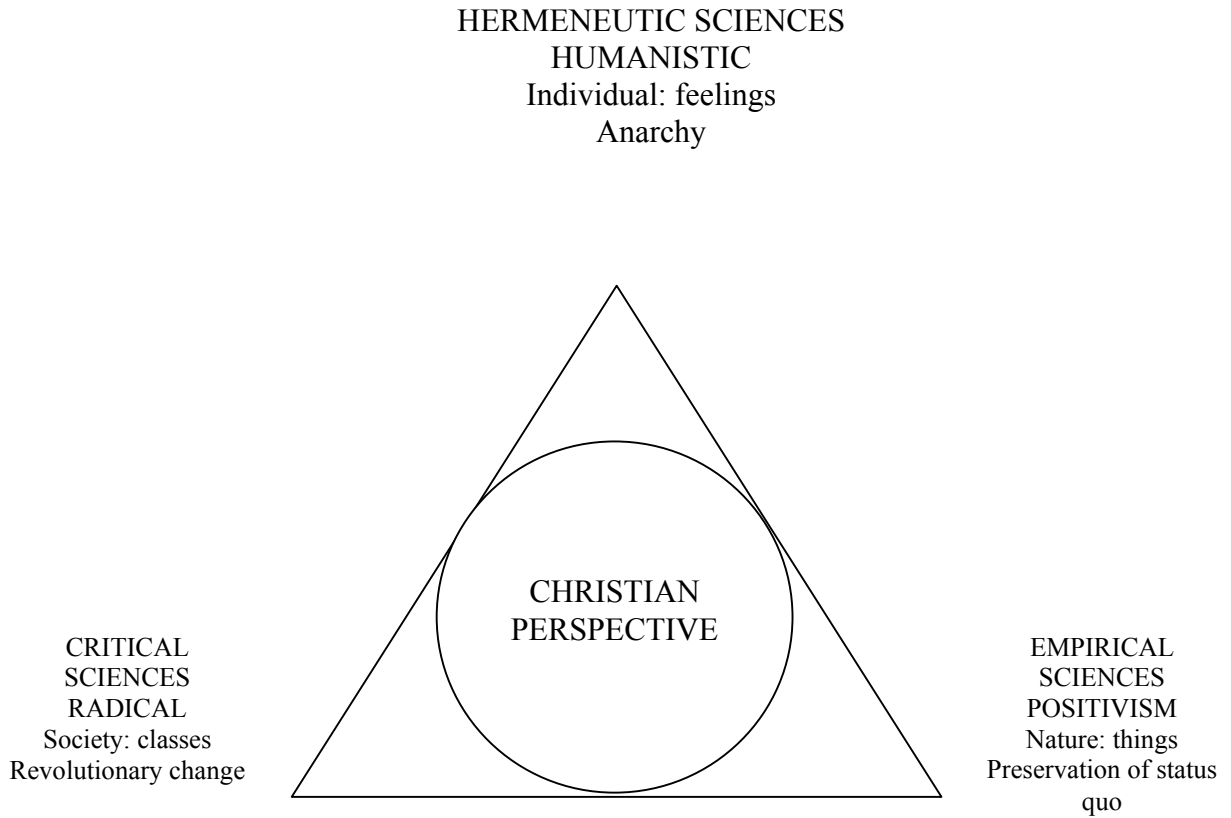 HERMENEUTIC SCIENCES
HUMANISTIC
Individual: feelings
Anarchy
CHRISTIAN
PERSPECTIVE
CRITICAL
SCIENCES
RADICAL
Society: classes
Revolutionary change
EMPIRICAL
SCIENCES
POSITIVISM
Nature: things
Preservation of status
quo